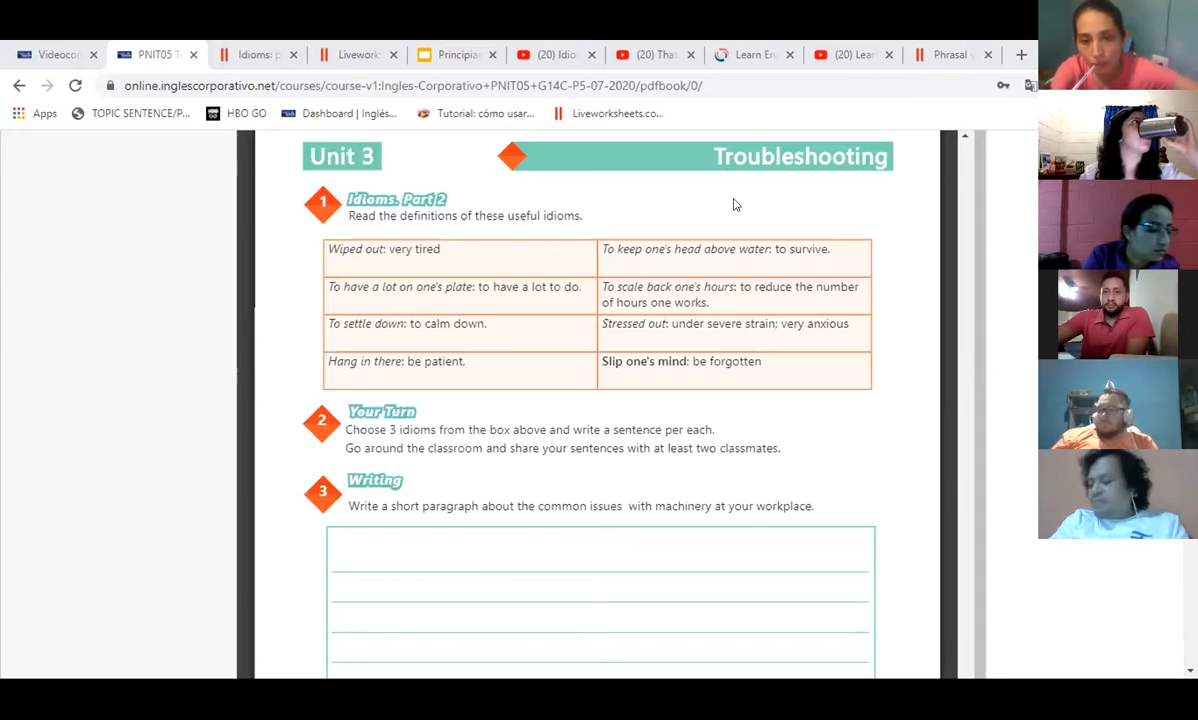 Videocon
PNIT05 T
Idioms: p
Livework
Principia
(20) Idio
(20) Tha
Learn En
(20) Lear
Phrasal v
online.inglescorporativo.net/courses/course-v1:Ingles-Corporativo+PNIT05+G14C-P5-07-2020/pdfbook/0/
Apps
TOPIC SENTENCE/P...
HBO GO
Dashboard | Inglés...
Tutorial: cómo usar...
Liveworksheets.co...
Unit 3
Troubleshooting
1
Idioms. Part 2
Read the definitions of these useful idioms.
Wiped out: very tired
To keep one's head above water: to survive.
To have a lot on one's plate: to have a lot to do.
To scale back one's hours: to reduce the number
of hours one works.
To settle down: to calm down.
Stressed out: under severe strain; very anxious
Hang in there: be patient,
Slip one's mind: be forgotten
2
Your Turn
Choose 3 idioms from the box above and write a sentence per each.
Go around the classroom and share your sentences with at least two classmates.
3
Writing
Write a short paragraph about the common issues with machinery at your workplace.